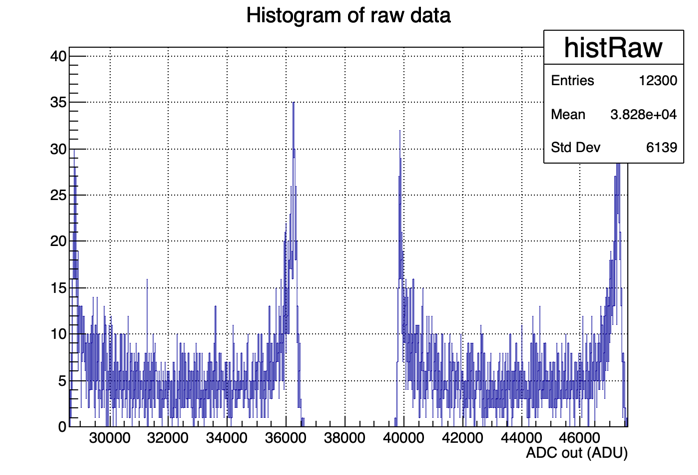 Histogram of raw data
histRaw
Entries 12300
Mean 3.828e+04
Std Dev 6139
40
35
30
25
20
15
10
5
0
30000 32000 34000 36000 38000 40000 42000 44000 46000
ADC out (ADU)